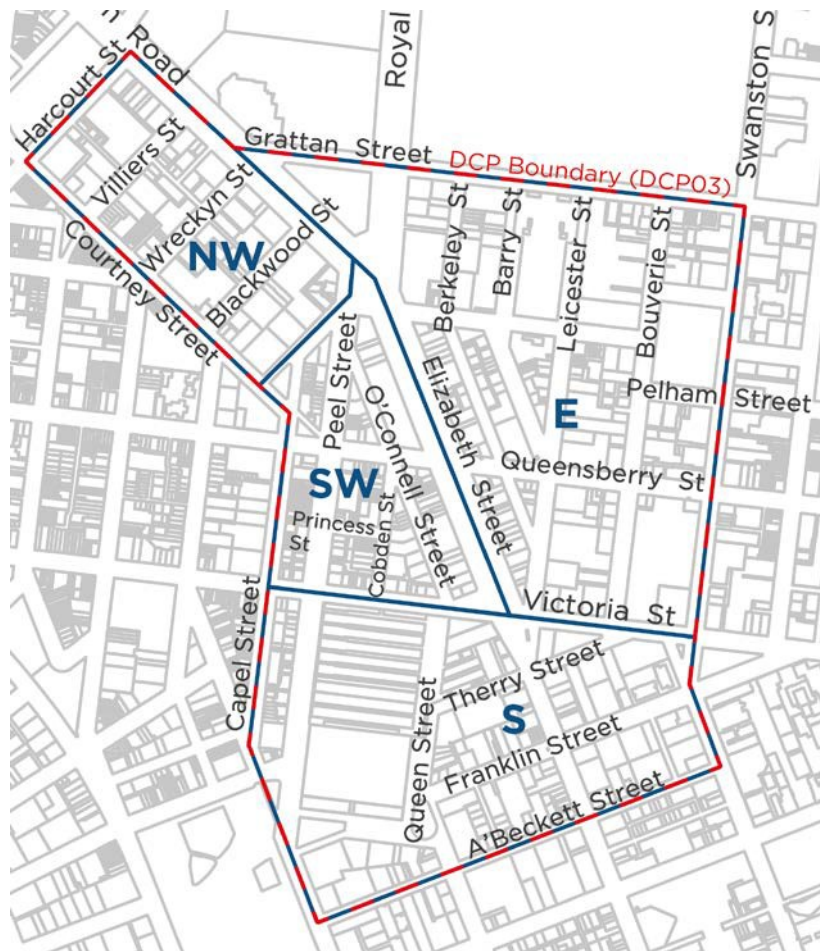 n Road
Royal
Swanston S
Harcourt St
Grattan Street
DCP Boundary (DCP03)
Villiers St
Wreckyn St
Blackwood St
NW
Courtney Street
Berkeley St
Barry St
Leicester St
Bouverie St
Peel Street
O'Connell Street
Elizabeth Street
Pelham Street
E
Queensberry St
SW
Princess
St
Cobden St
Victoria St
Capel Street
Queen Street
Therry Street
S
Franklin Street
A'Beckett Street